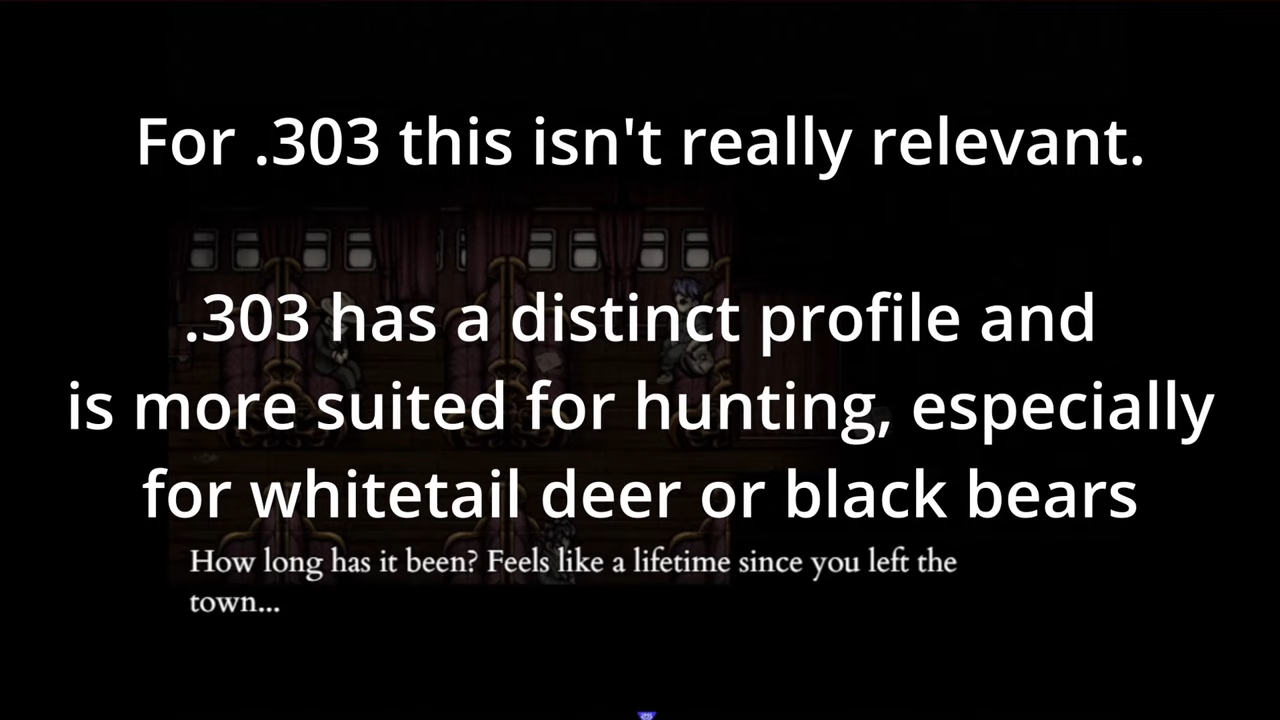 For .303 this isn't really relevant.
.303 has a distinct profile and
is more suited for hunting, especially
for whitetail deer or black bears
How long has it been? Feels like a lifetime since you left the
town...